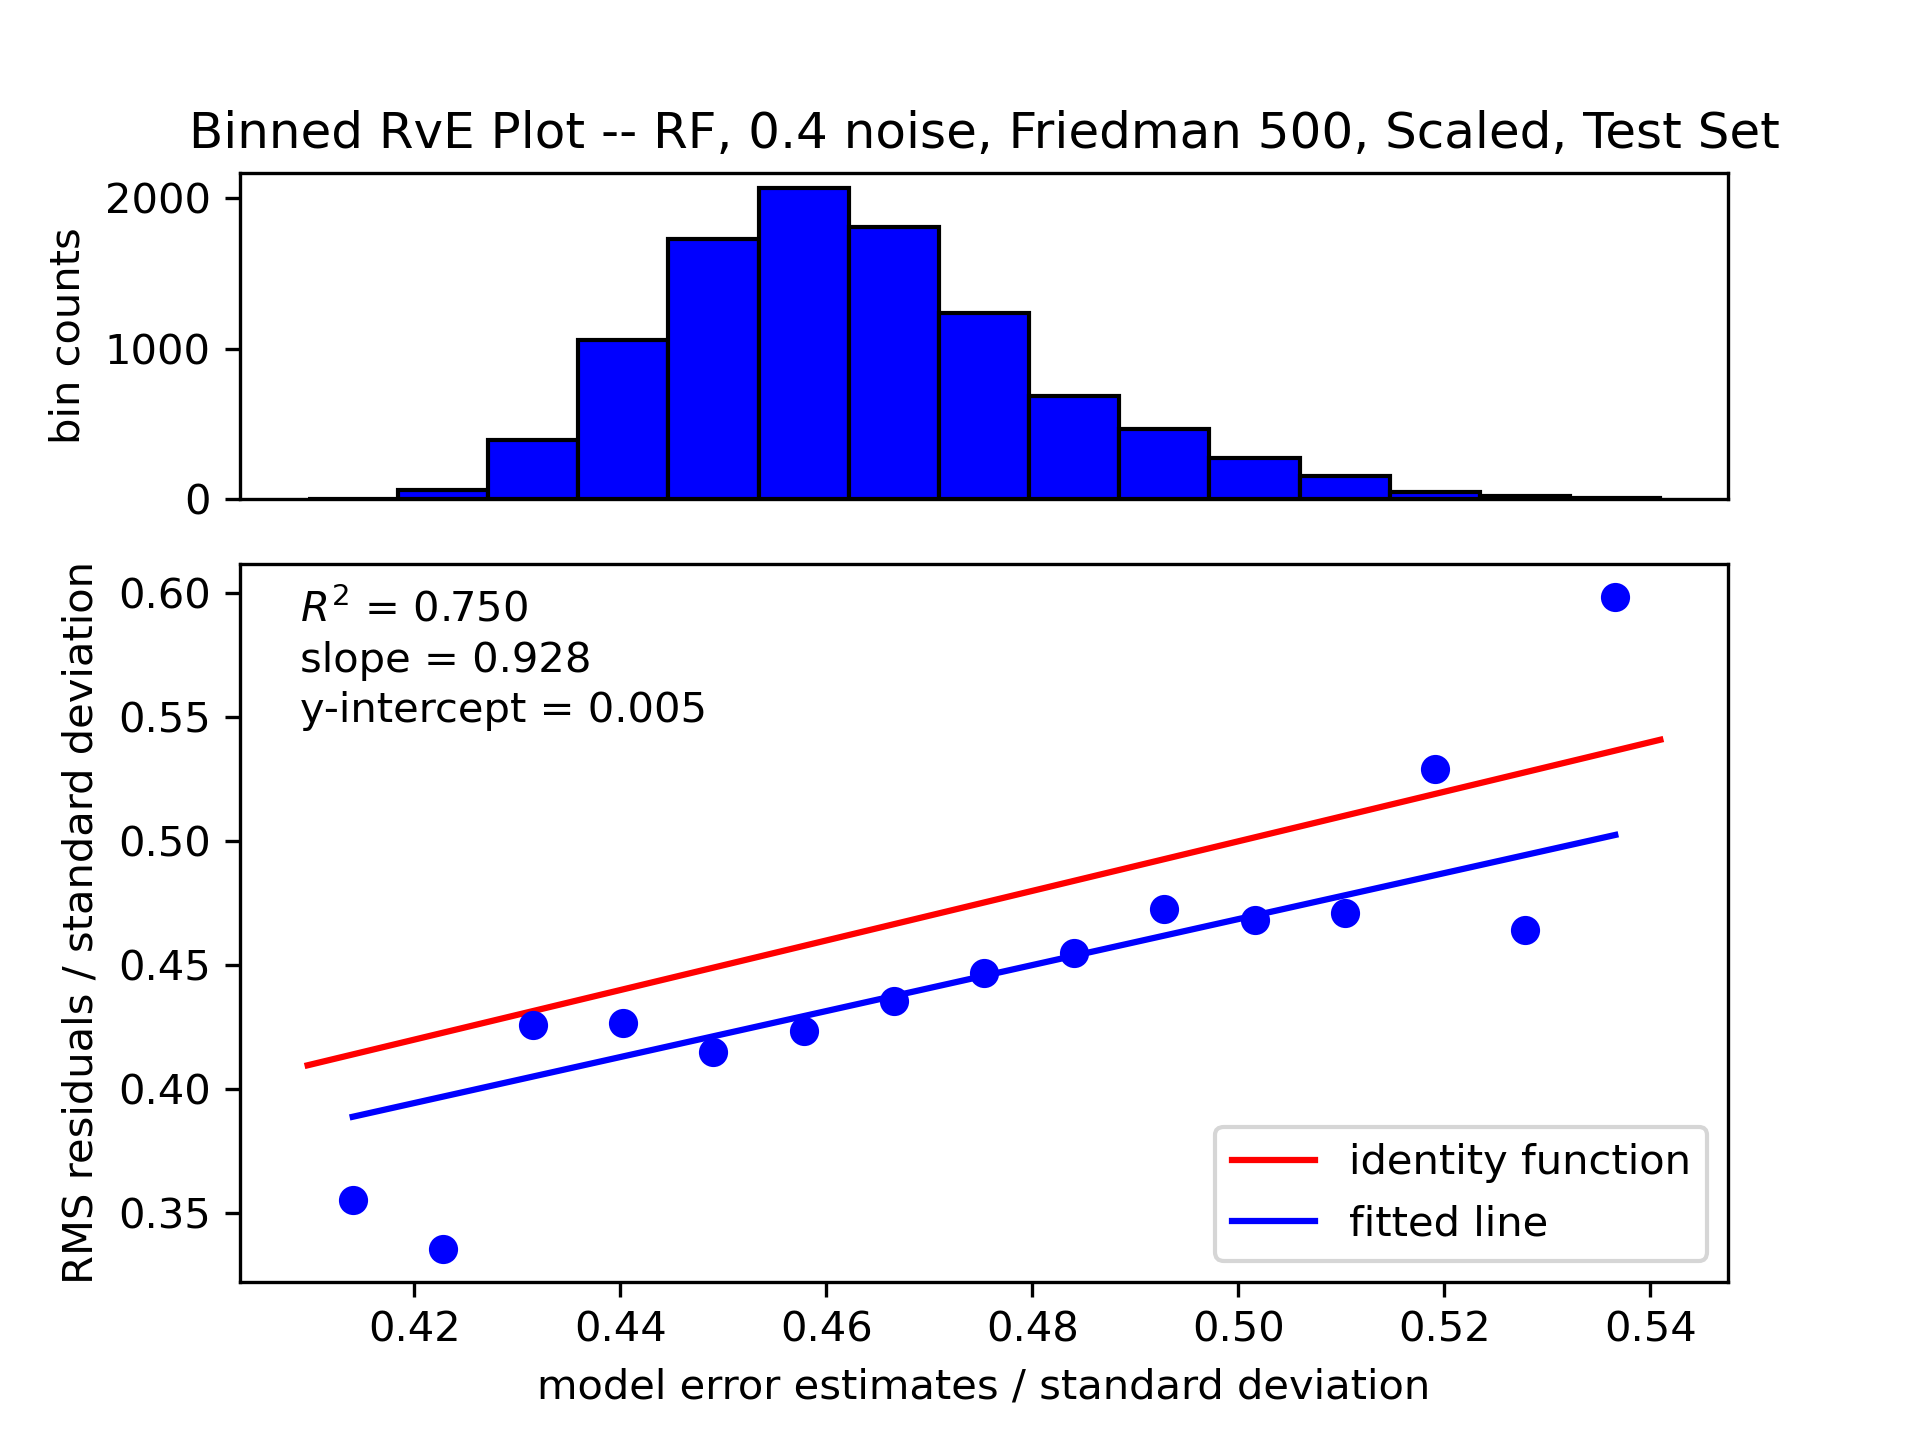 Binned RvE Plot -- RF, 0.4 noise, Friedman 500, Scaled, Test Set
bin counts
2000
1000
0
RMS residuals / standard deviation
0.60
0.55
0.50
0.45
0.40
0.35
R² = 0.750
slope = 0.928
y-intercept = 0.005
identity function
fitted line
0.42 0.44 0.46 0.48 0.50 0.52 0.54
model error estimates / standard deviation